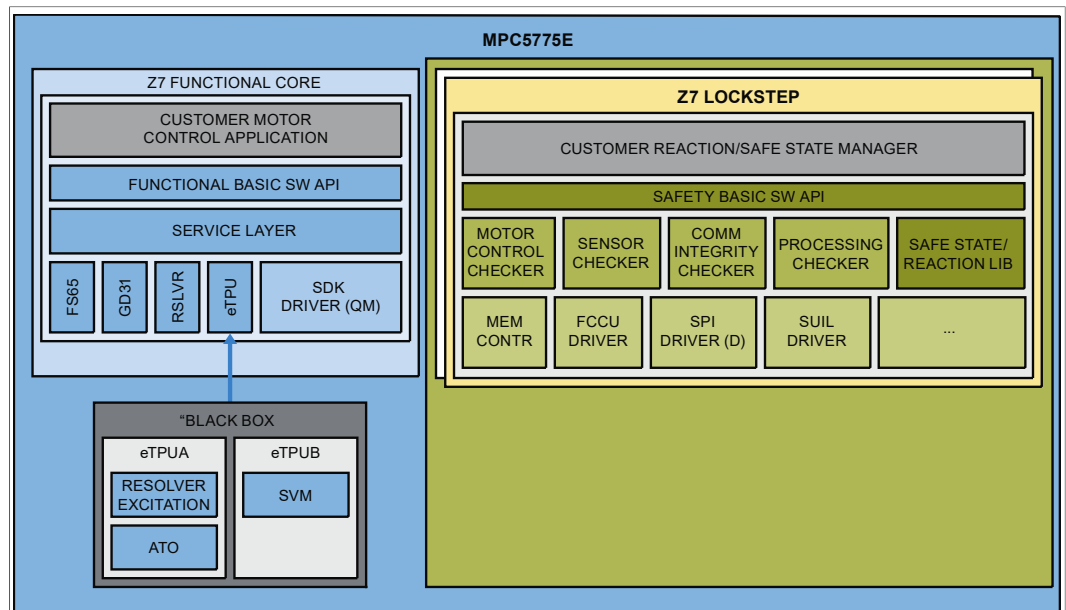 MPC5775E
Z7 FUNCTIONAL CORE
CUSTOMER MOTOR
CONTROL APPLICATION
FUNCTIONAL BASIC SW API
SERVICE LAYER
FS65
GD31
RSLVR
eTPU
SDK
DRIVER (QM)
“BLACK BOX
eTPUA
RESOLVER
EXCITATION
ATO
eTPUB
SVM
Z7 LOCKSTEP
CUSTOMER REACTION/SAFE STATE MANAGER
SAFETY BASIC SW API
MOTOR
CONTROL
CHECKER
SENSOR
CHECKER
COMM
INTEGRITY
CHECKER
PROCESSING
CHECKER
SAFE STATE/
REACTION LIB
MEM
CONTR
FCCU
DRIVER
SPI
DRIVER (D)
SUIL
DRIVER
...